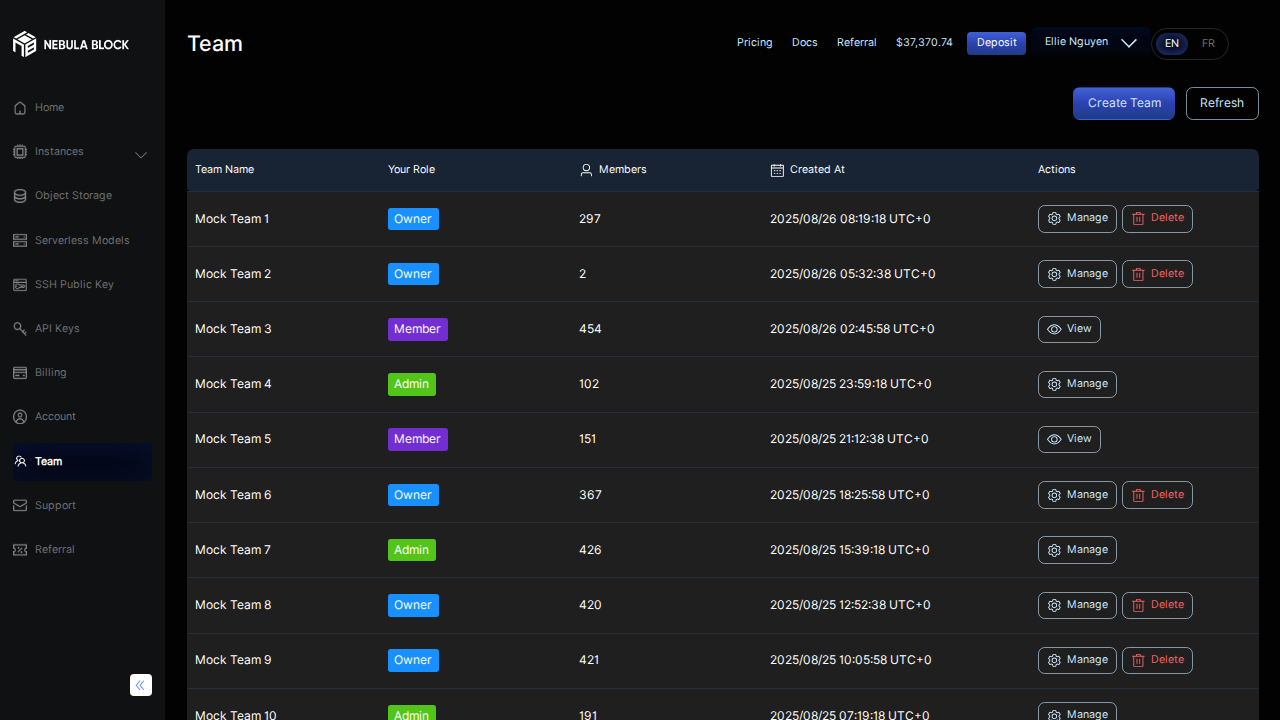 NEBULA BLOCK
Home
Instances
Object Storage
Serverless Models
SSH Public Key
API Keys
Billing
Account
Team
Support
Referral
Team
Pricing Docs Referral $37,370.74 Deposit Ellie Nguyen EN FR
Create Team Refresh
Team Name Your Role Members Created At Actions
Mock Team 1 Owner 297 2025/08/26 08:19:18 UTC+0 Manage Delete
Mock Team 2 Owner 2 2025/08/26 05:32:38 UTC+0 Manage Delete
Mock Team 3 Member 454 2025/08/26 02:45:58 UTC+0 View
Mock Team 4 Admin 102 2025/08/25 23:59:18 UTC+0 Manage
Mock Team 5 Member 151 2025/08/25 21:12:38 UTC+0 View
Mock Team 6 Owner 367 2025/08/25 18:25:58 UTC+0 Manage Delete
Mock Team 7 Admin 426 2025/08/25 15:39:18 UTC+0 Manage
Mock Team 8 Owner 420 2025/08/25 12:52:38 UTC+0 Manage Delete
Mock Team 9 Owner 421 2025/08/25 10:05:58 UTC+0 Manage Delete
Mock Team 10 Admin 191 2025/08/25 07:19:18 UTC+0 Manage